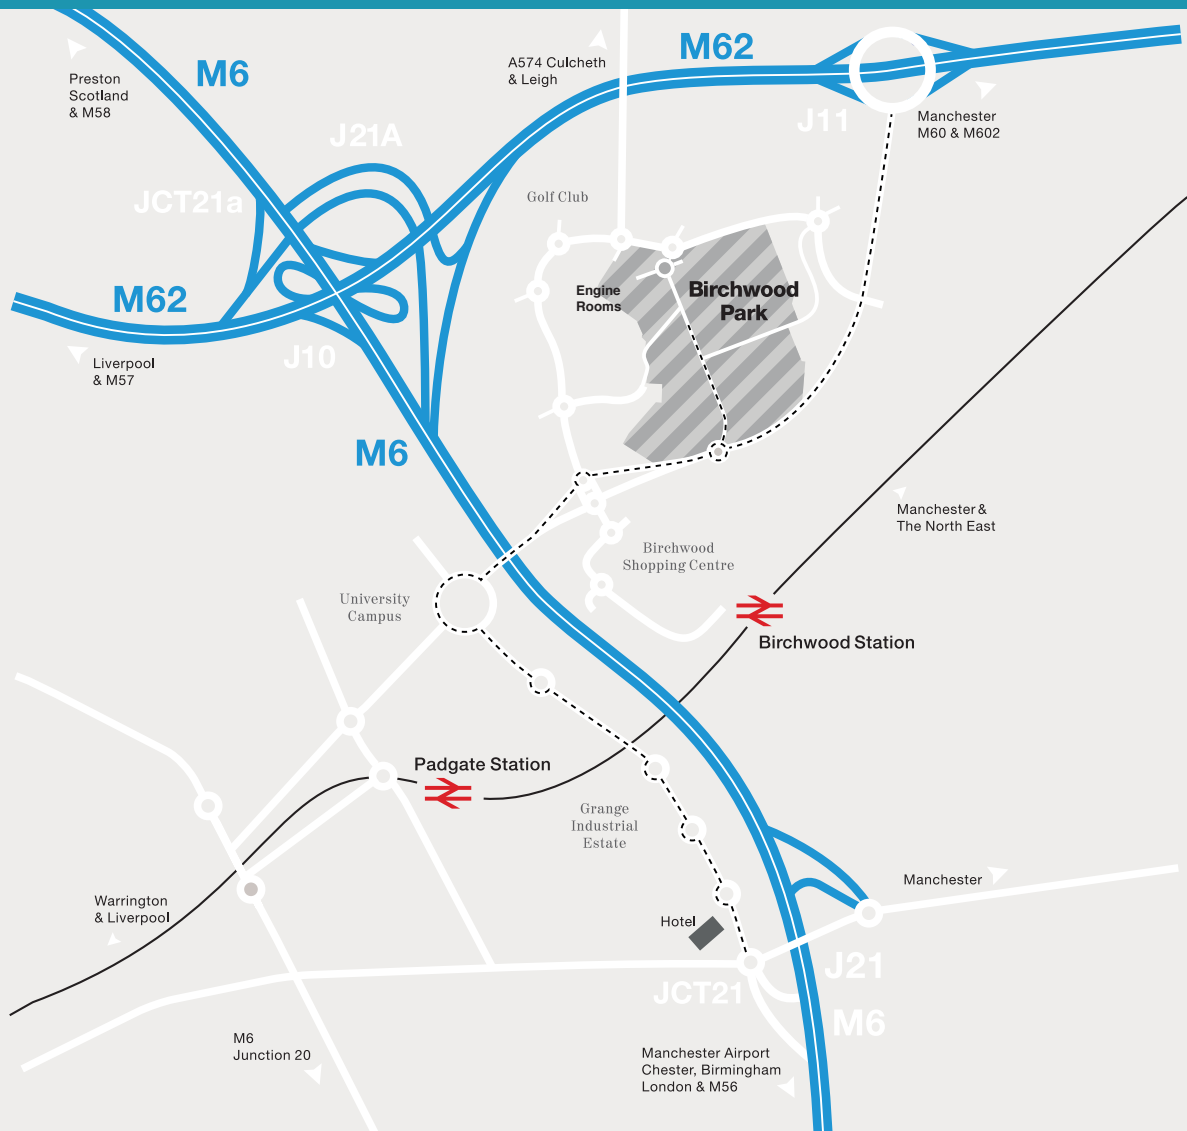 M62
M6
A574 Culcheth
& Leigh
Preston
Scotland
& M58
J11
Manchester
M60 & M602
J21A
JCT21a
Golf Club
Engine
Rooms
Birchwood
Park
M62
J10
Liverpool
& M57
M6
Manchester &
The North East
Birchwood
Shopping Centre
University
Campus
Birchwood Station
Padgate Station
Grange
Industrial
Estate
Manchester
Warrington
& Liverpool
Hotel
J21
JCT21
M6
M6
Junction 20
Manchester Airport
Chester, Birmingham
London & M56